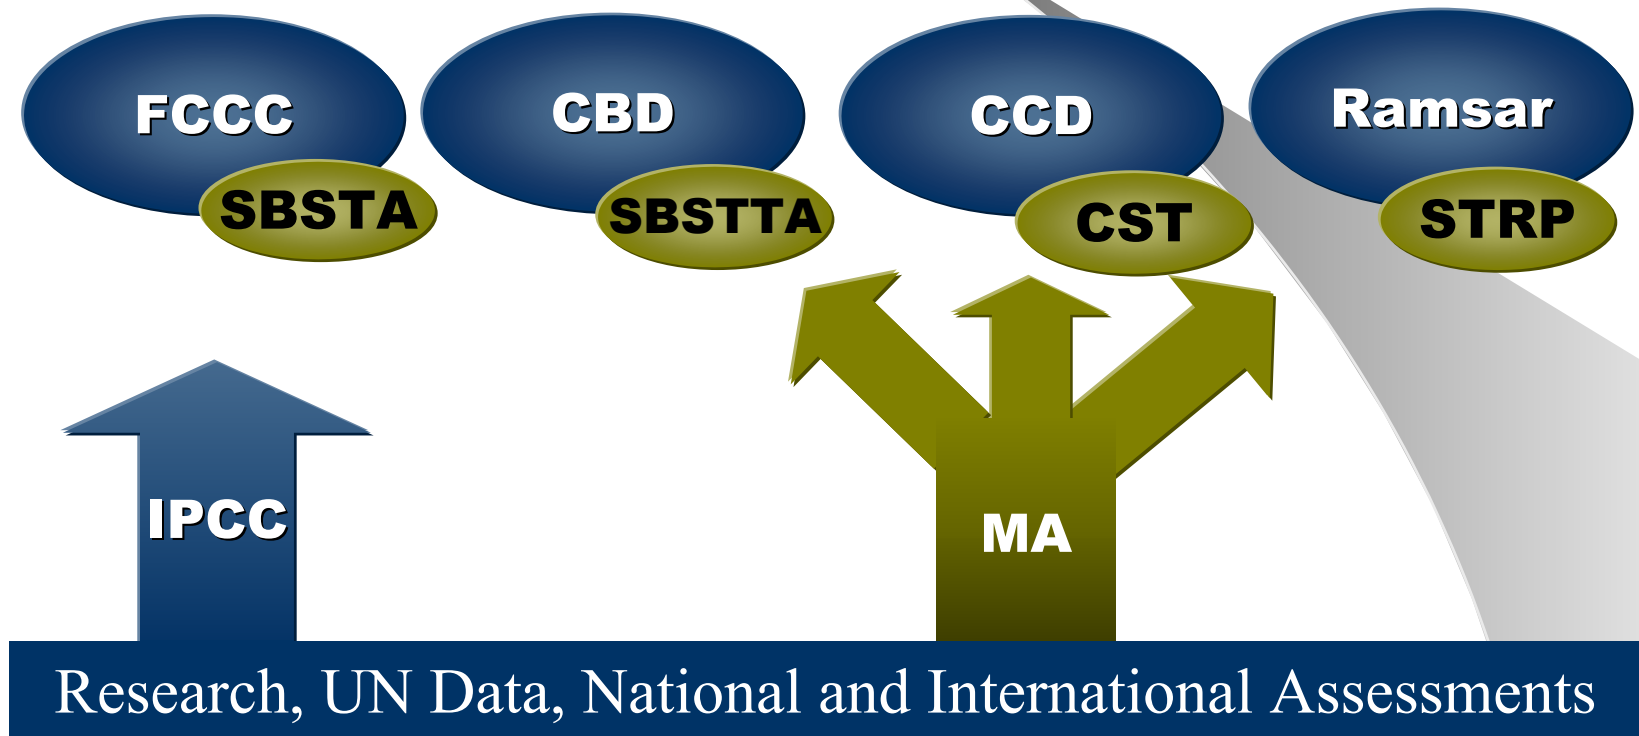 FCCC
CBD
CCD
Ramsar
SBSTA
SBSTTA
CST
STRP
IPCC
MA
Research, UN Data, National and International Assessments